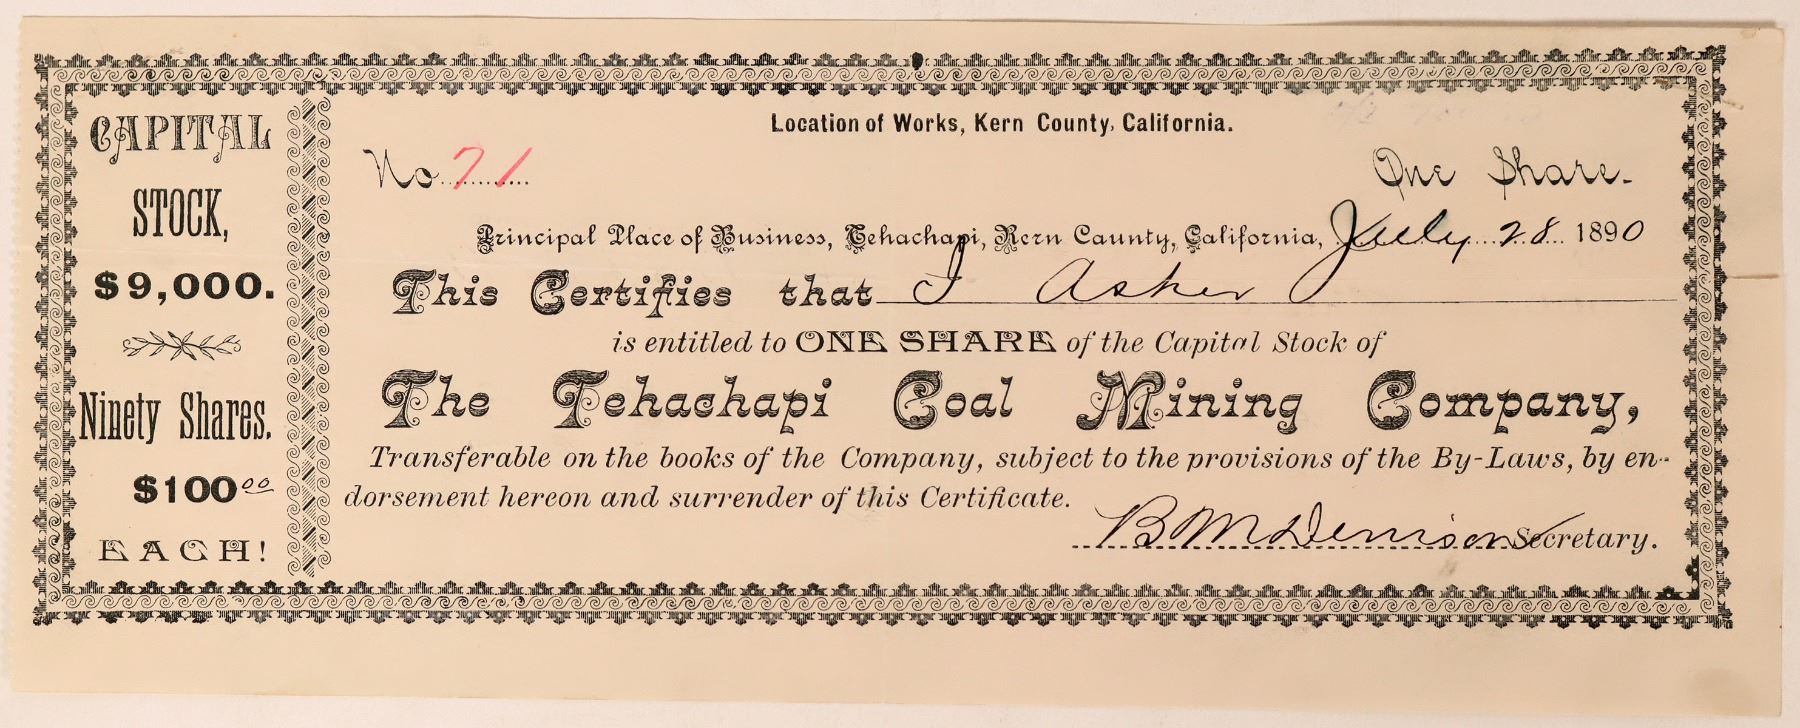 CAPITAL
STOCK,
$9,000.
Ninety Shares.
$100 00
EACH!
Location of Works, Kern County, California.
No 71
One Share.
Principal Place of Business, Tehachapi, Kern Caunty, California, July 28 1890
This Certifies that I Asher
is entitled to ONE SHARE of the Capital Stock of
The Tehachapi Coal Mining Company,
Transferable on the books of the Company, subject to the provisions of the By-Laws, by en-
dorsement hereon and surrender of this Certificate.
B M Denison Secretary.